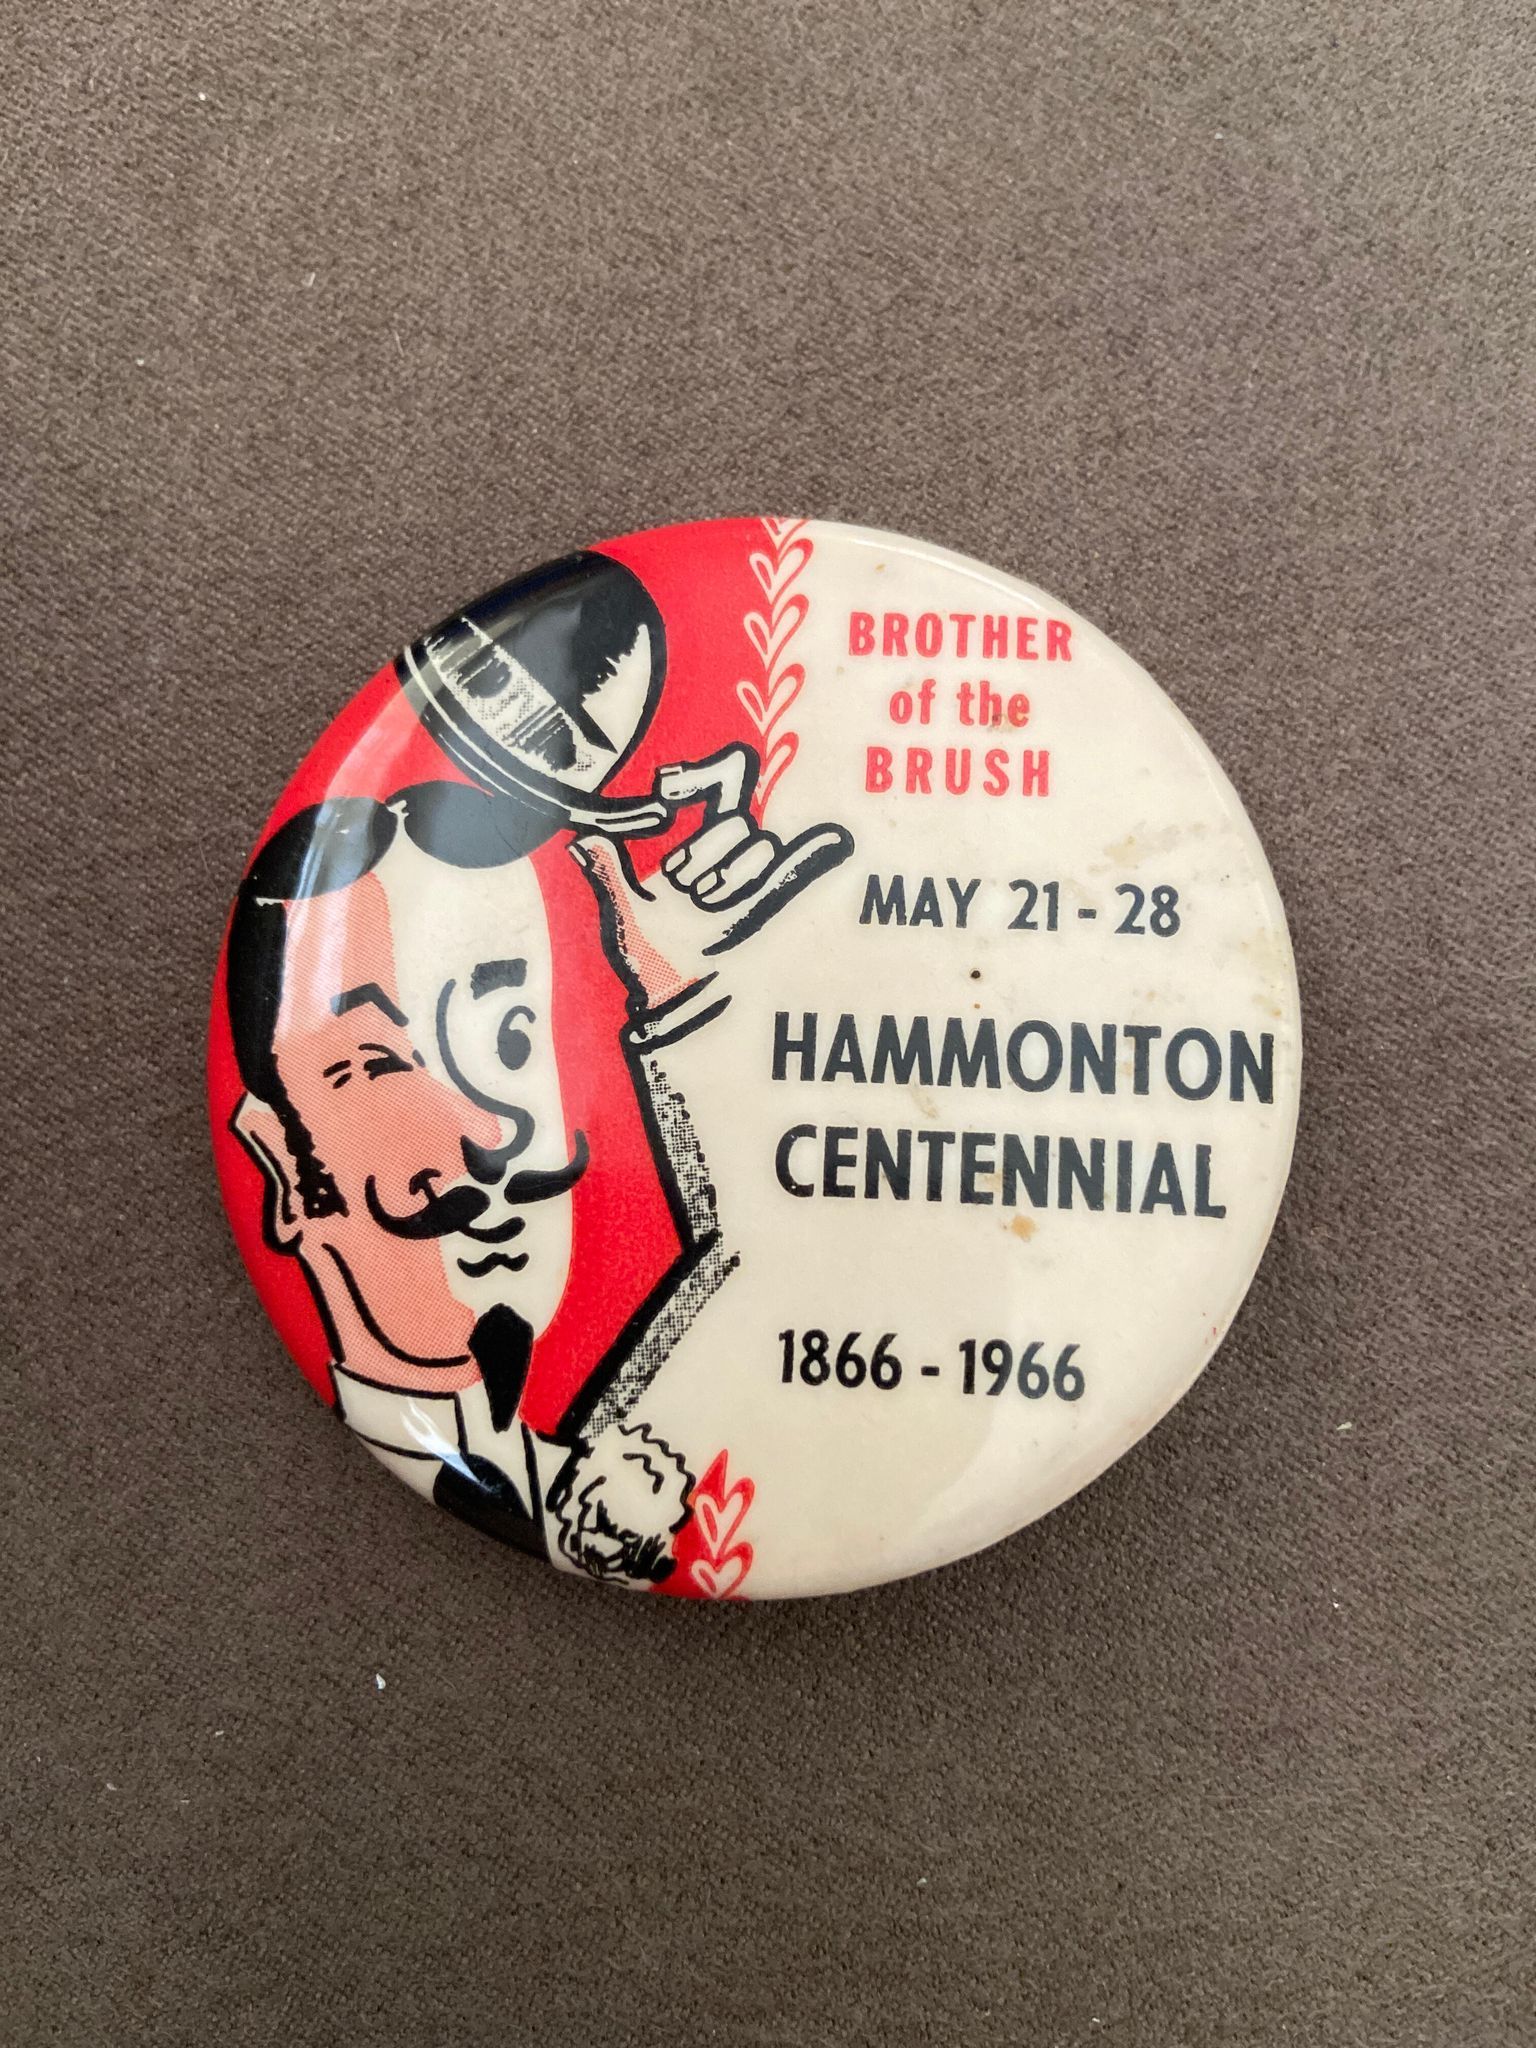 BROTHER
of the
BRUSH
MAY 21 - 28
HAMMONTON
CENTENNIAL
1866 - 1966